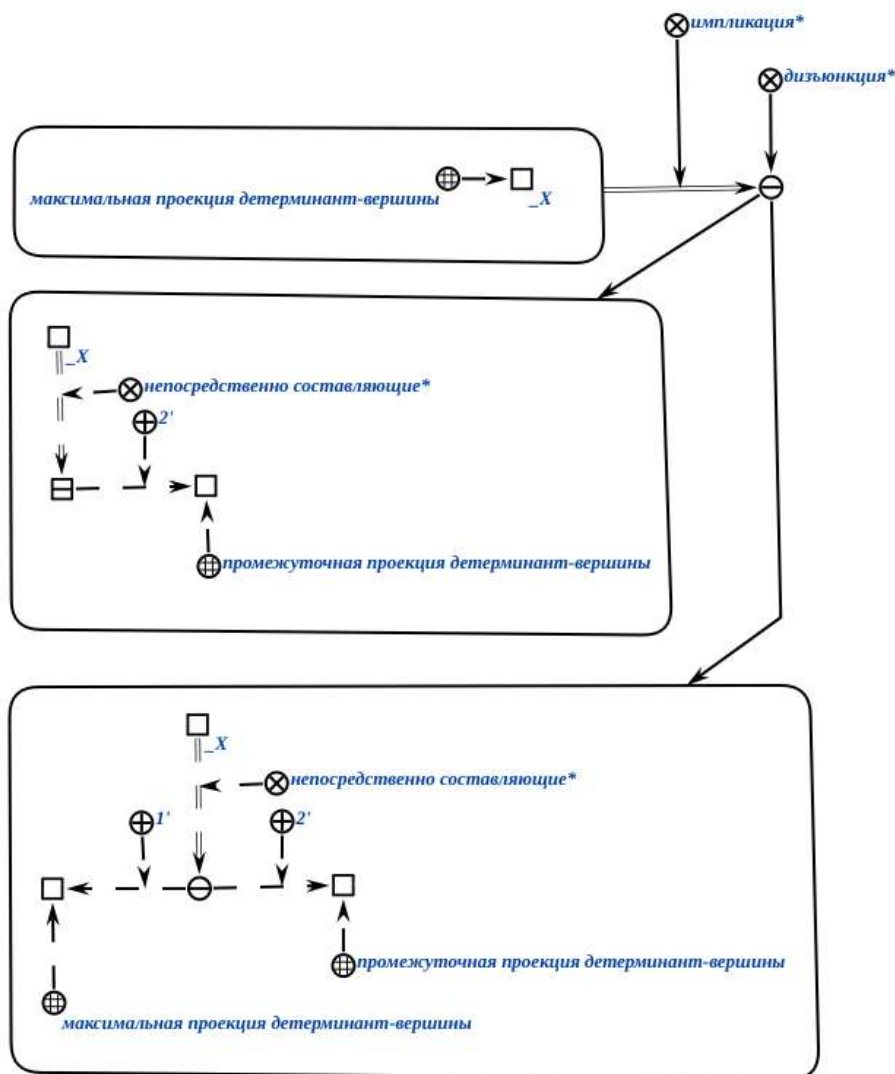 импликация*
дизъюнкция*
максимальная проекция детерминант-вершины
_X
_X
непосредственно составляющие*
2'
промежуточная проекция детерминант-вершины
_X
непосредственно составляющие*
1'
2'
промежуточная проекция детерминант-вершины
максимальная проекция детерминант-вершины